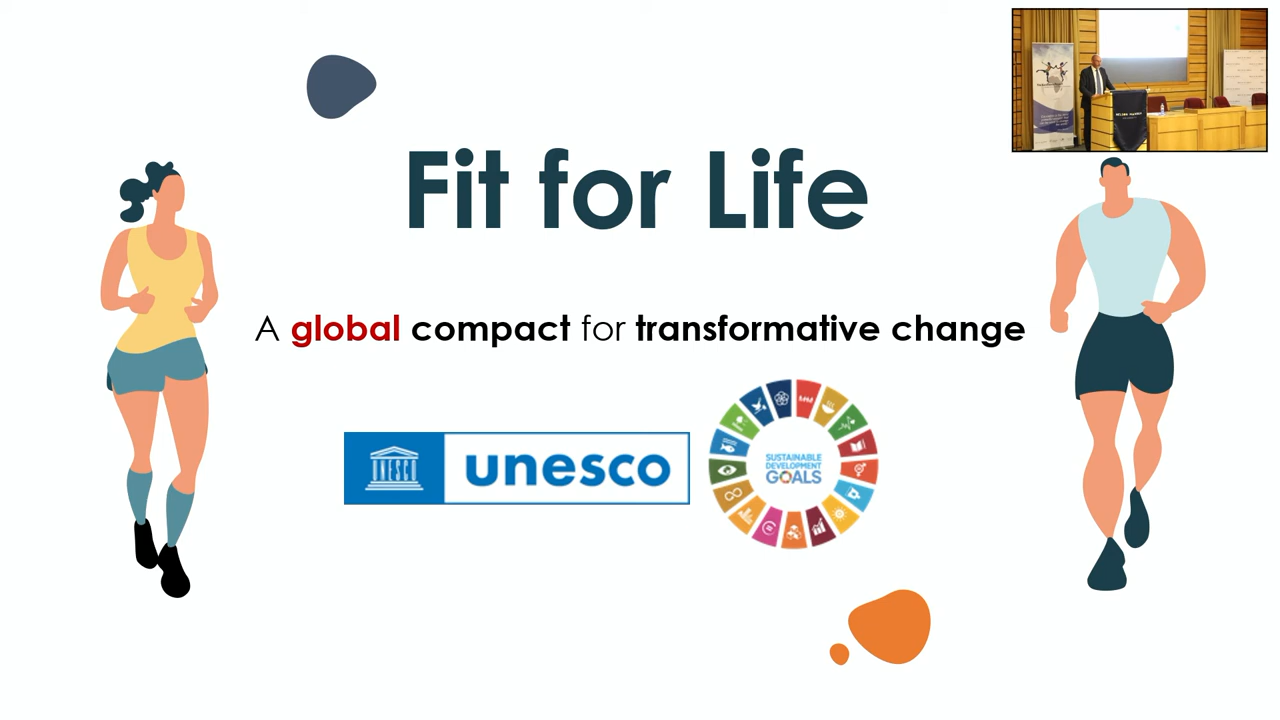 Fit for Life
A global compact for transformative change
UNESCO
unesco
SUSTAINABLE
DEVELOPMENT
GOALS